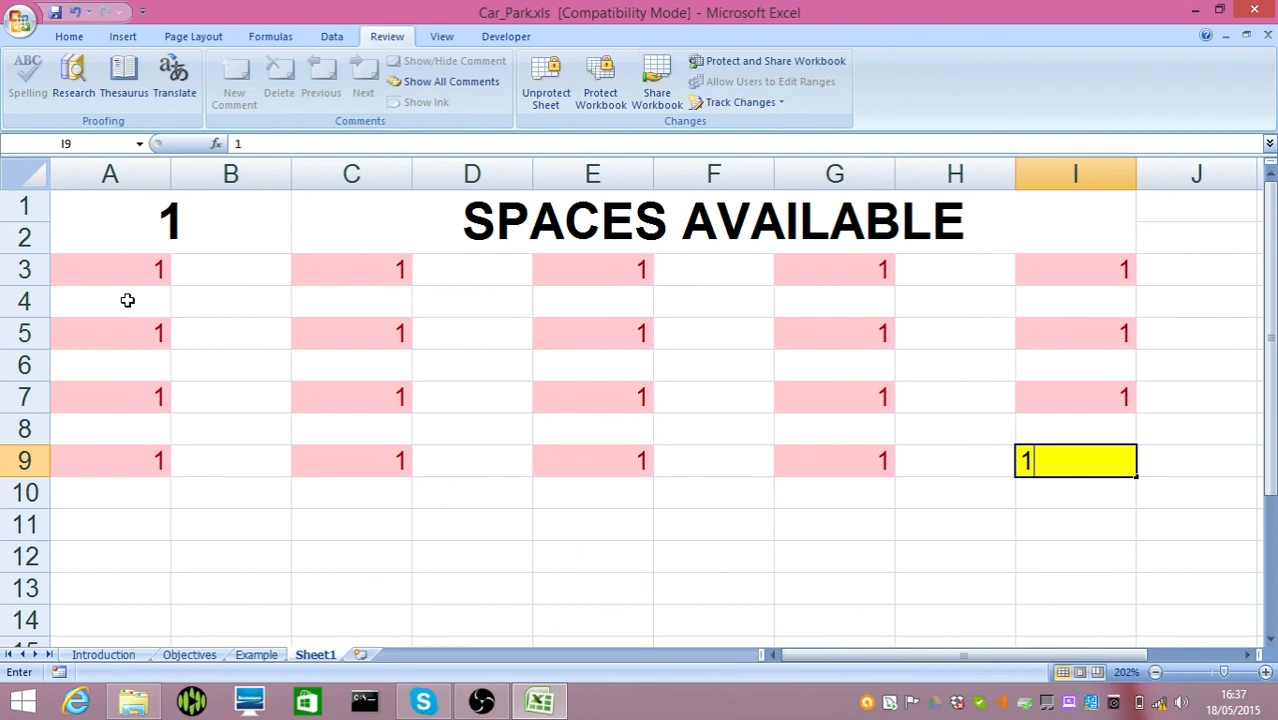 Car_Park.xls [Compatibility Mode] - Microsoft Excel
Home Insert Page Layout Formulas Data Review View Developer
ABC Spelling Research Thesaurus Translate New Comment Delete Previous Next Show/Hide Comment Show All Comments Show Ink Unprotect Sheet Protect Workbook Share Workbook Protect and Share Workbook Allow Users to Edit Ranges Track Changes
Proofing Comments Changes
I9 fx 1
A B C D E F G H I J
1
2 1 SPACES AVAILABLE
3 1 1 1 1 1
4
5 1 1 1 1 1
6
7 1 1 1 1 1
8
9 1 1 1 1 1
10
11
12
13
14
Introduction Objectives Example Sheet1
Enter 202%
16:37
18/05/2015